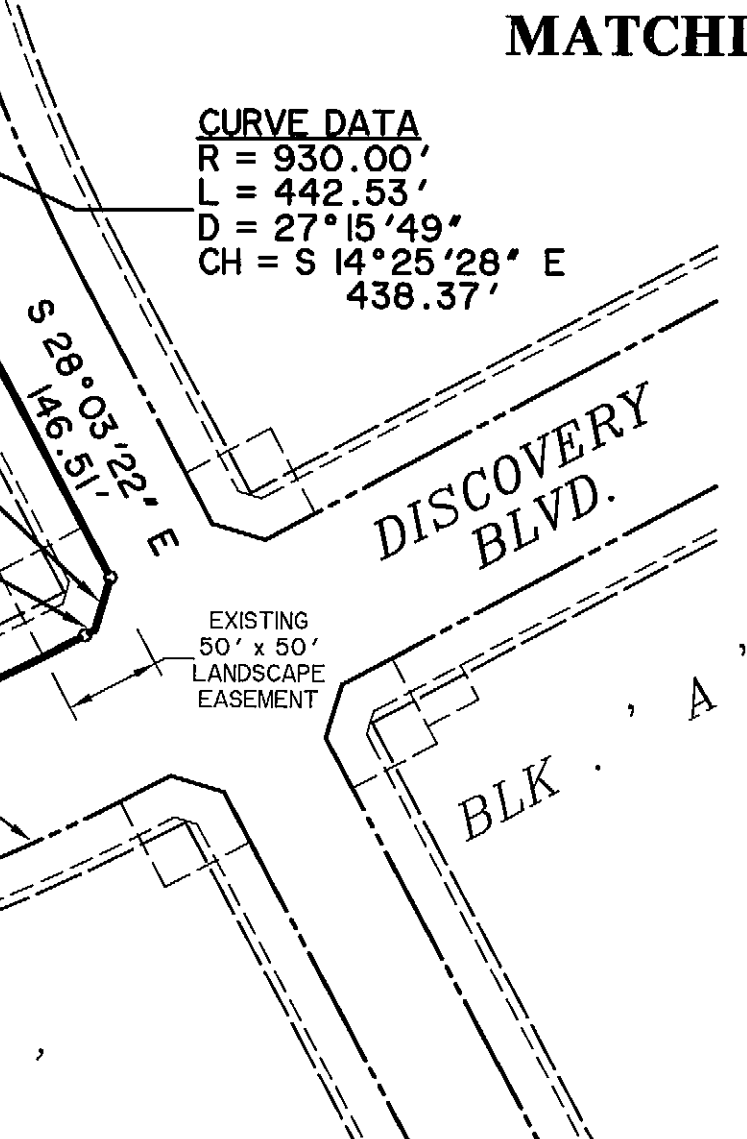 MATCHI
CURVE DATA
R = 930.00'
L = 442.53'
D = 27°15'49"
CH = S 14°25'28" E
438.37'
S 28°03'22" E
146.51'
DISCOVERY
BLVD.
EXISTING
50' x 50'
LANDSCAPE
EASEMENT
BLK. 'A'